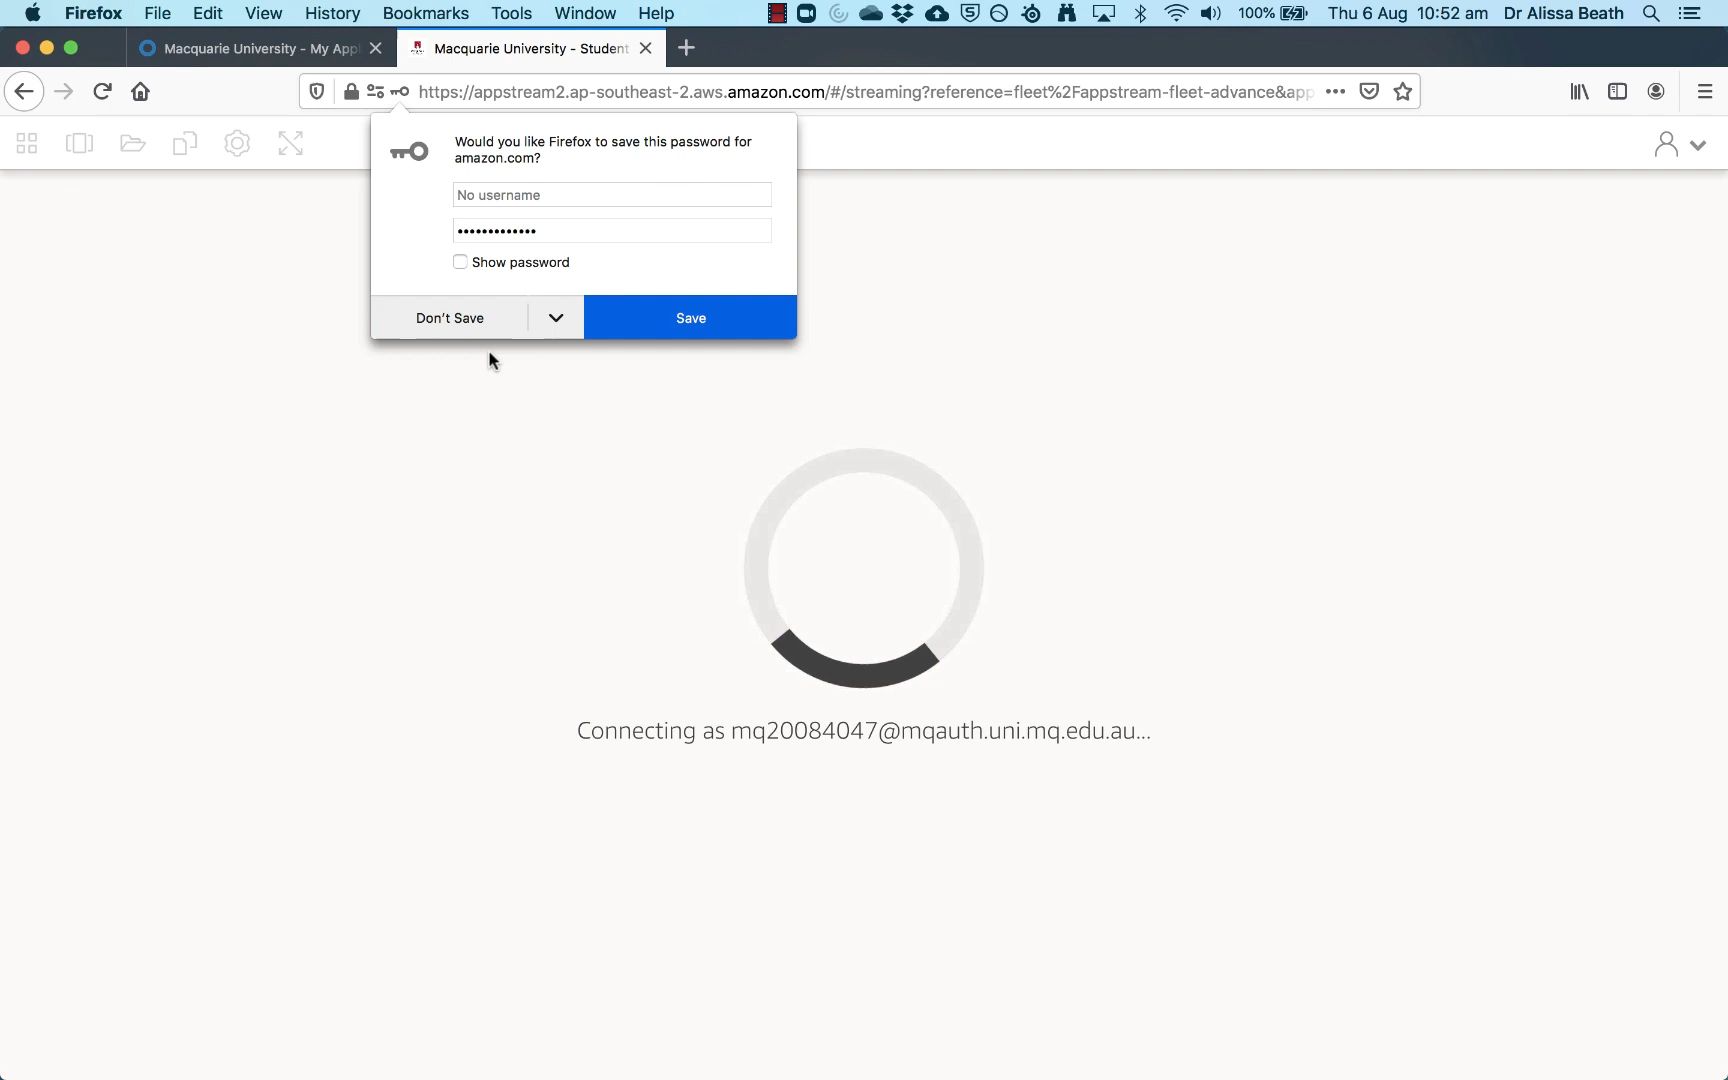 Firefox File Edit View History Bookmarks Tools Window Help 100% Thu 6 Aug 10:52 am Dr Alissa Beath
Macquarie University - My App
Macquarie University - Student
https://appstream2.ap-southeast-2.aws.amazon.com/#/streaming?reference=fleet%2Fappstream-fleet-advance&app
Would you like Firefox to save this password for
amazon.com?
No username
•••••••••••••
Show password
Don't Save
Save
Connecting as mq20084047@mqauth.uni.mq.edu.au...